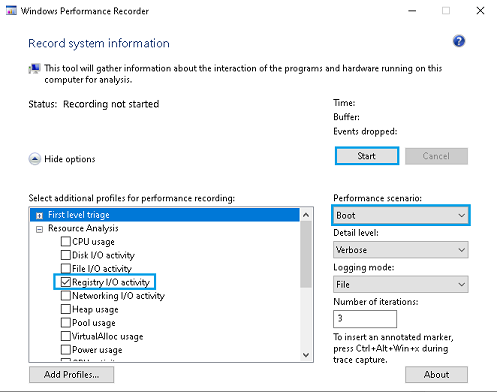 Windows Performance Recorder
Record system information
This tool will gather information about the interaction of the programs and hardware running on this
computer for analysis.
Status: Recording not started
Time:
Buffer:
Events dropped:
Start
Cancel
Hide options
Select additional profiles for performance recording:
First level triage
Resource Analysis
CPU usage
Disk I/O activity
File I/O activity
Registry I/O activity
Networking I/O activity
Heap usage
Pool usage
VirtualAlloc usage
Power usage
Performance scenario:
Boot
Detail level:
Verbose
Logging mode:
File
Number of iterations:
3
To insert an annotated marker,
press Ctrl+Alt+Win+x during
trace capture.
Add Profiles...
About